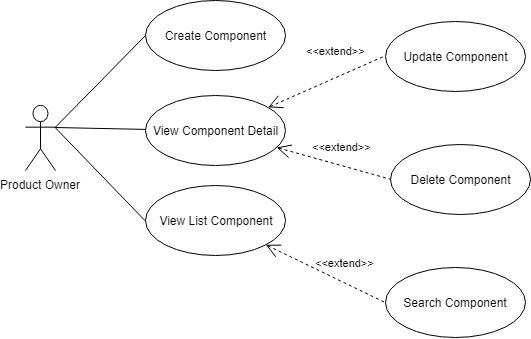 Create Component
<<extend>>
Update Component
View Component Detail
<<extend>>
Product Owner
Delete Component
View List Component
<<extend>>
Search Component